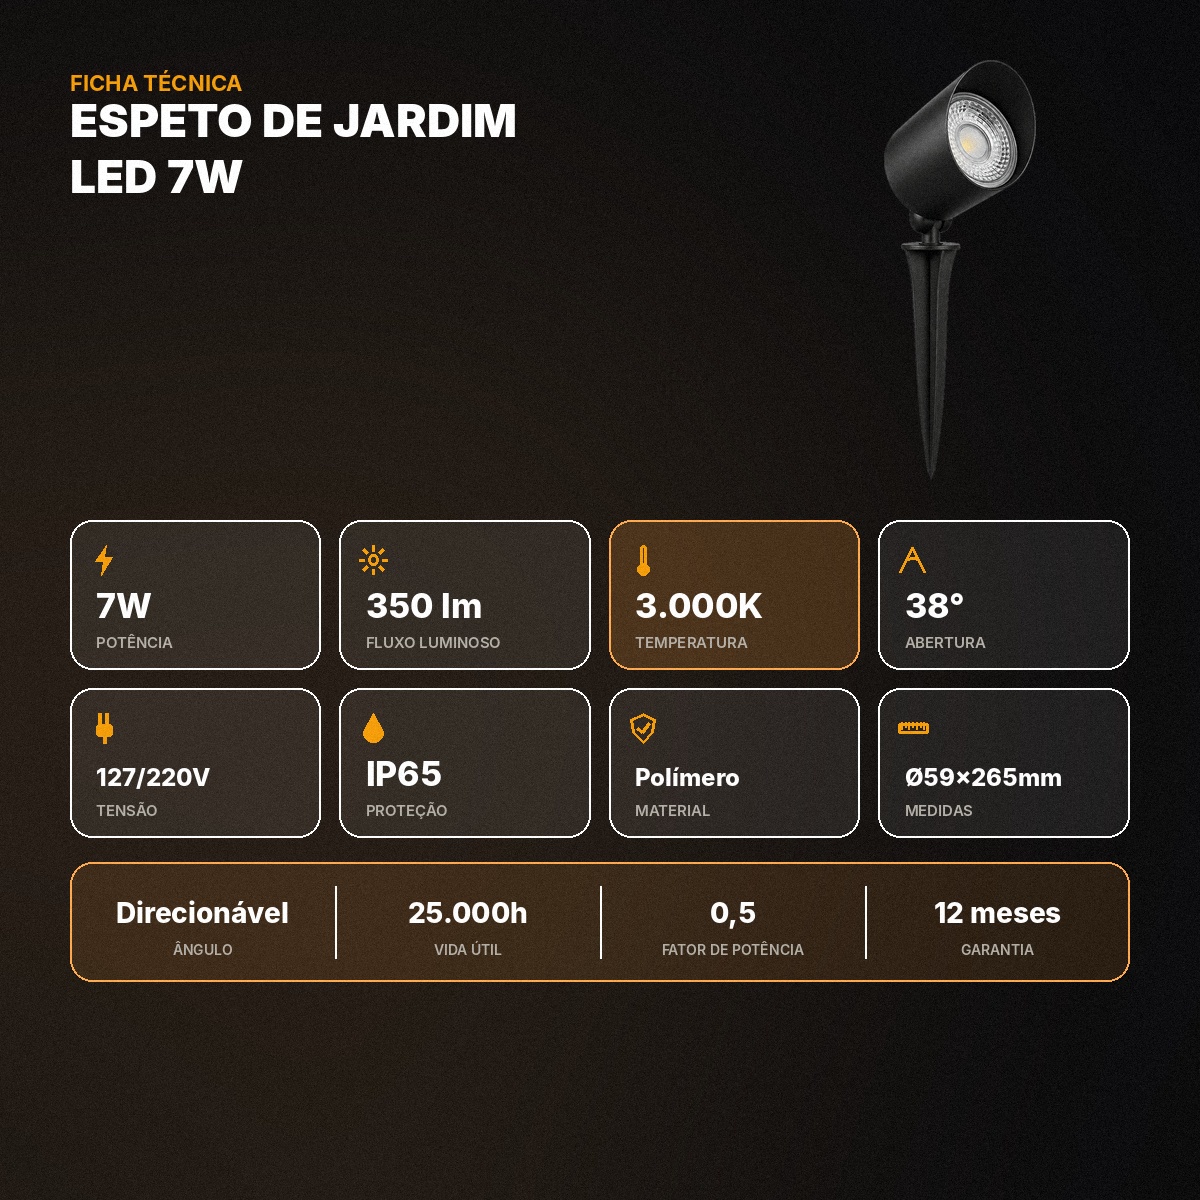 FICHA TÉCNICA
ESPETO DE JARDIM
LED 7W
7W
POTÊNCIA
350 lm
FLUXO LUMINOSO
3.000K
TEMPERATURA
38°
ABERTURA
127/220V
TENSÃO
IP65
PROTEÇÃO
Polímero
MATERIAL
Ø59×265mm
MEDIDAS
Direcionável
ÂNGULO
25.000h
VIDA ÚTIL
0,5
FATOR DE POTÊNCIA
12 meses
GARANTIA